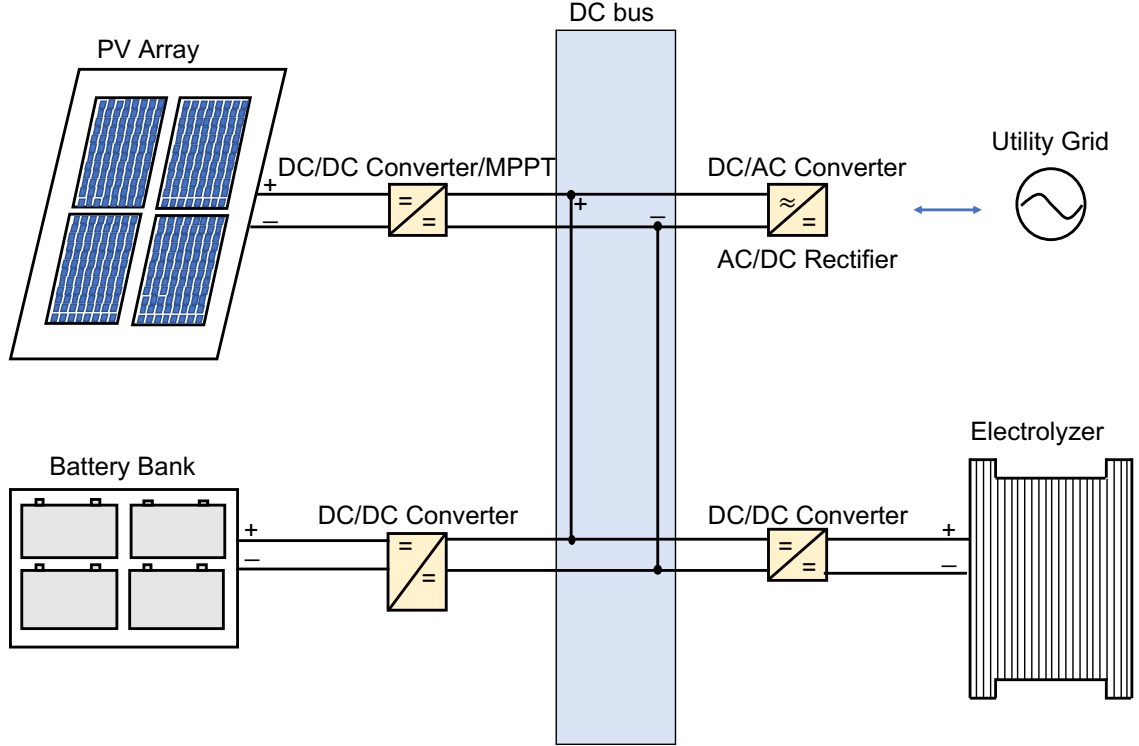 DC bus
PV Array
DC/DC Converter/MPPT
DC/AC Converter
Utility Grid
+
+
–
–
≈
=
=
=
AC/DC Rectifier
Electrolyzer
Battery Bank
DC/DC Converter
DC/DC Converter
+
+
–
–
=
=
=
=